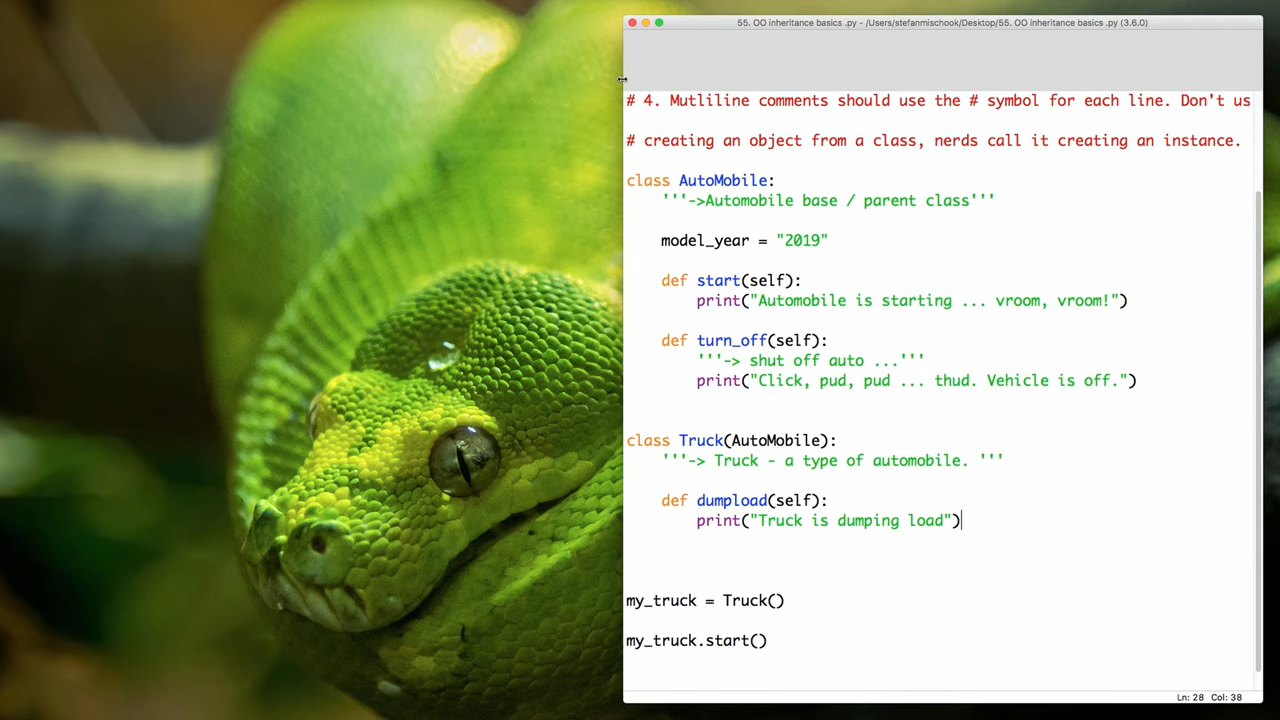 55. OO inheritance basics .py - /Users/stefanmischook/Desktop/55. OO inheritance basics .py (3.6.0)
# 4. Mutliline comments should use the # symbol for each line. Don't us
# creating an object from a class, nerds call it creating an instance.
class AutoMobile:
'''->Automobile base / parent class'''
model_year = "2019"
def start(self):
print("Automobile is starting ... vroom, vroom!")
def turn_off(self):
'''-> shut off auto ...'''
print("Click, pud, pud ... thud. Vehicle is off.")
class Truck(AutoMobile):
'''-> Truck - a type of automobile. '''
def dumpload(self):
print("Truck is dumping load")
my_truck = Truck()
my_truck.start()
Ln: 28 Col: 38